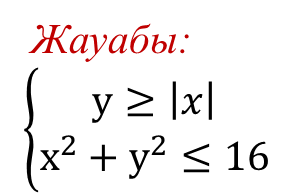 Жауабы:
y ≥ |x|
x² + y² ≤ 16